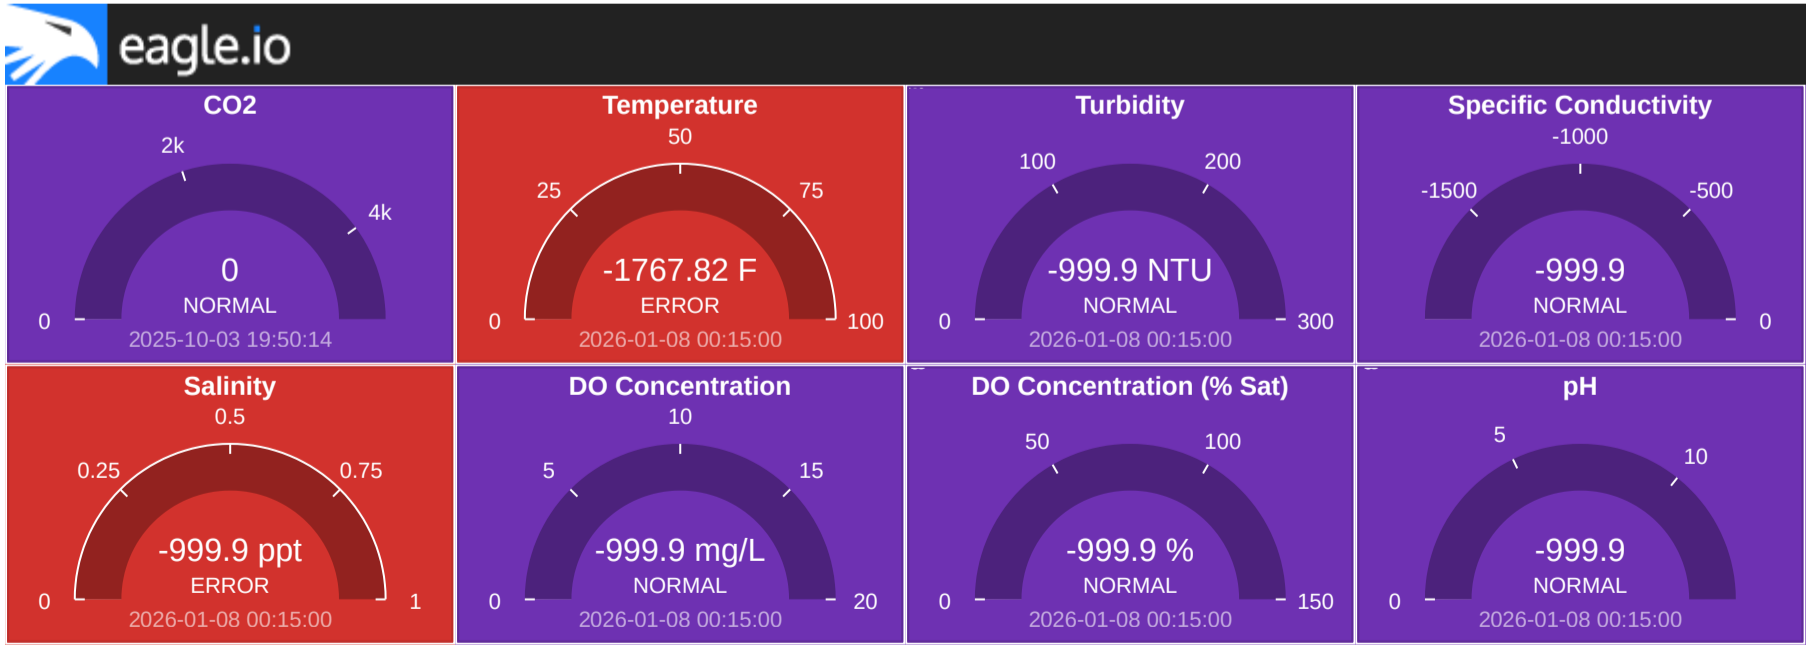 eagle.io
CO2
2k
4k
0
NORMAL
0
2025-10-03 19:50:14
Temperature
50
25
75
-1767.82 F
ERROR
0
100
2026-01-08 00:15:00
Turbidity
100
200
-999.9 NTU
NORMAL
0
300
2026-01-08 00:15:00
Specific Conductivity
-1000
-1500
-500
-999.9
NORMAL
0
2026-01-08 00:15:00
Salinity
0.5
0.25
0.75
-999.9 ppt
ERROR
0
1
2026-01-08 00:15:00
DO Concentration
10
5
15
-999.9 mg/L
NORMAL
0
20
2026-01-08 00:15:00
DO Concentration (% Sat)
50
100
-999.9 %
NORMAL
0
150
2026-01-08 00:15:00
pH
5
10
-999.9
NORMAL
0
2026-01-08 00:15:00